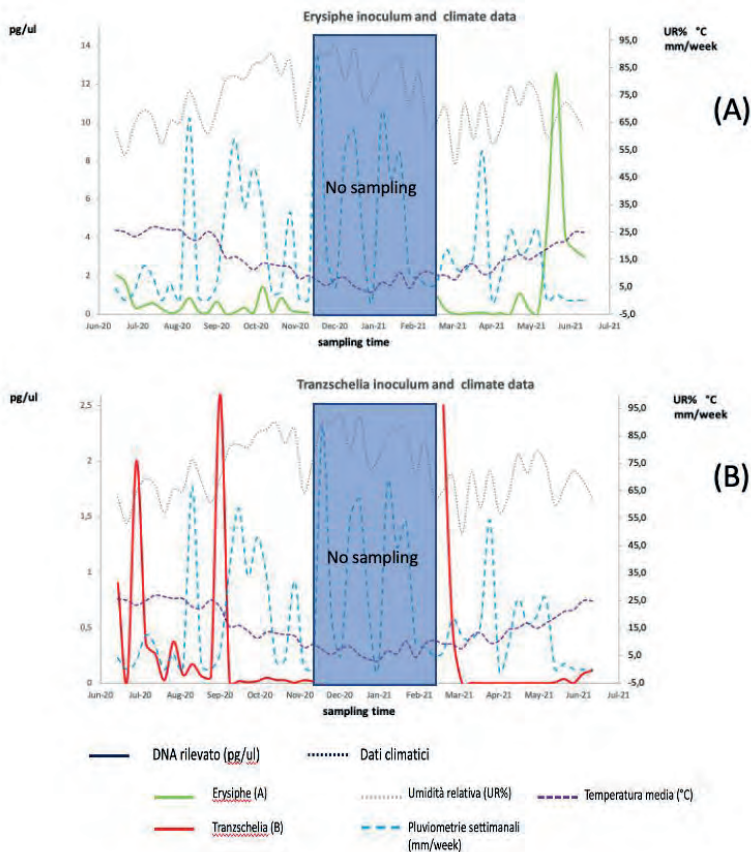 Erysiphe inoculum and climate data
pg/ul
UR% °C
mm/week
14
12
10
8
6
4
2
0
95,0
85,0
75,0
65,0
55,0
45,0
35,0
25,0
15,0
5,0
-5,0
(A)
No sampling
Jun-20 Jul-20 Aug-20 Sep-20 Oct-20 Nov-20 Dec-20 Jan-21 Feb-21 Mar-21 Apr-21 May-21 Jun-21 Jul-21
sampling time
Tranzschelia inoculum and climate data
pg/ul
UR% °C
mm/week
2,5
2
1,5
1
0,5
0
95,0
85,0
75,0
65,0
55,0
45,0
35,0
25,0
15,0
5,0
-5,0
(B)
No sampling
Jun-20 Jul-20 Aug-20 Sep-20 Oct-20 Nov-20 Dec-20 Jan-21 Feb-21 Mar-21 Apr-21 May-21 Jun-21 Jul-21
sampling time
DNA rilevato (pg/ul) Dati climatici
Erysiphe (A) Umidità relativa (UR%) Temperatura media (°C)
Tranzschelia (B) Pluviometrie settimanali
(mm/week)